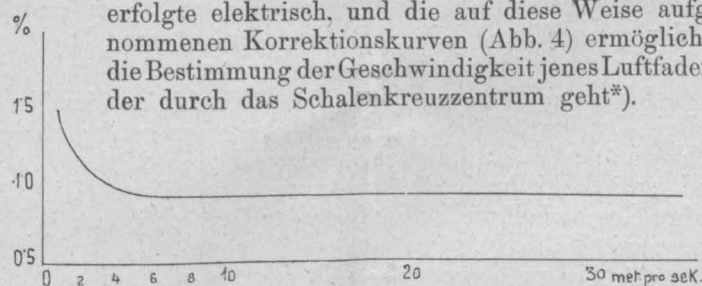 erfolgte elektrisch, und die auf diese Weise aufg
nommenen Korrektionskurven (Abb. 4) ermöglich
die Bestimmung der Geschwindigkeit jenes Luftfade
der durch das Schalenkreuzzentrum geht*).
%
1'5
1'0
0'5
0 2 4 6 8 10 20 30 met. pro sek.